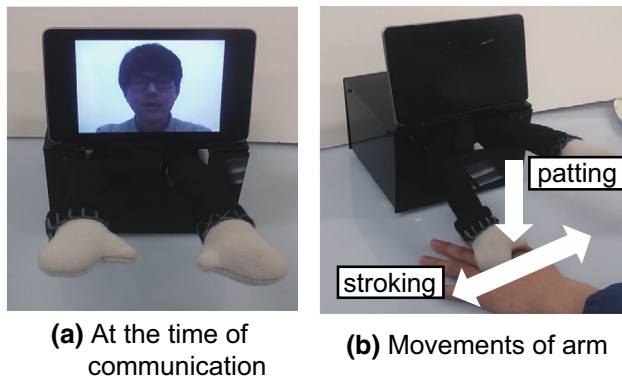 patting
stroking
(a) At the time of
communication
(b) Movements of arm